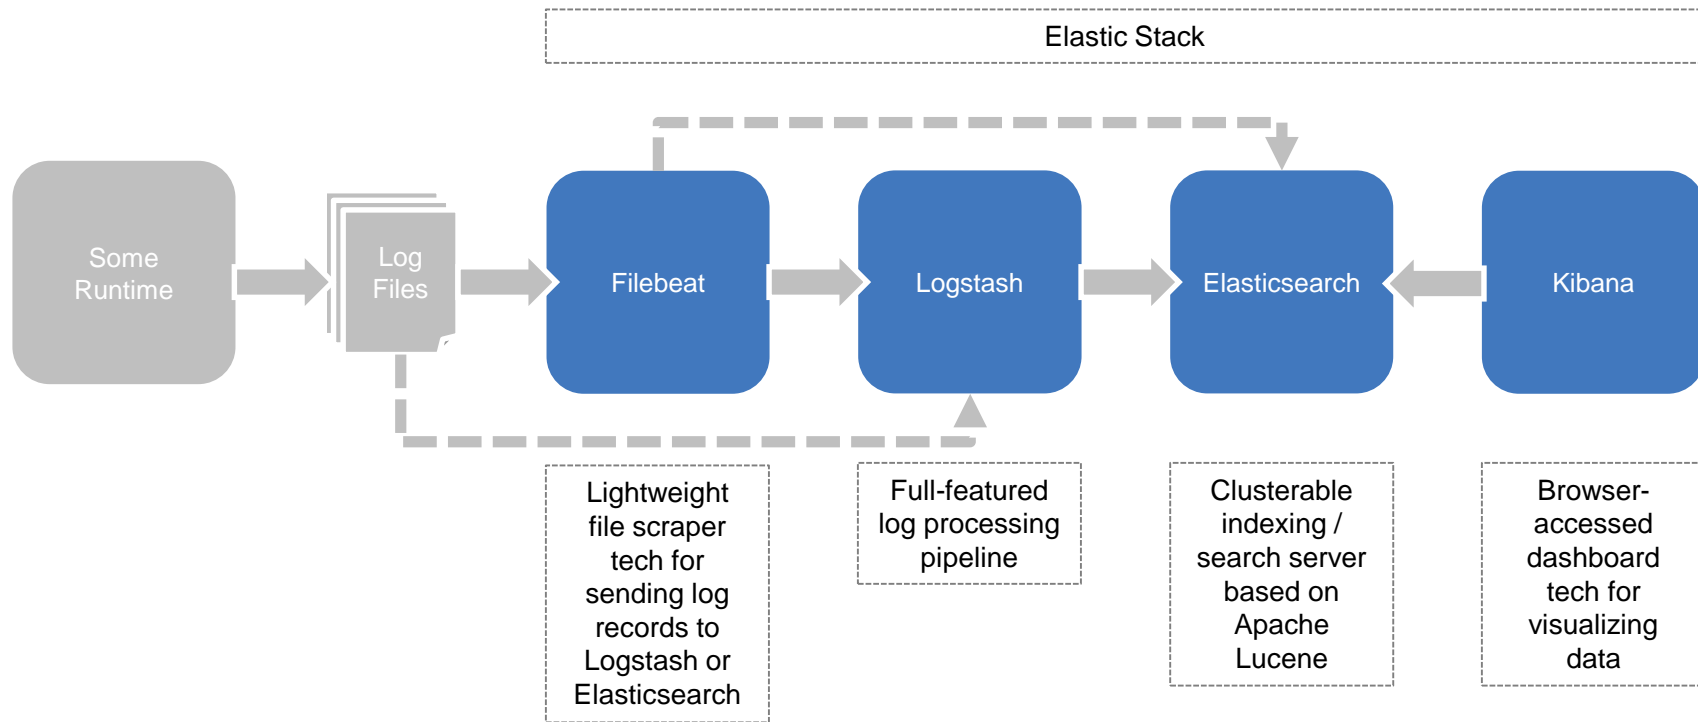 Elastic Stack
Some
Runtime
Log
Files
Filebeat
Logstash
Elasticsearch
Kibana
Lightweight
file scraper
tech for
sending log
records to
Logstash or
Elasticsearch
Full-featured
log processing
pipeline
Clusterable
indexing /
search server
based on
Apache
Lucene
Browser-
accessed
dashboard
tech for
visualizing
data